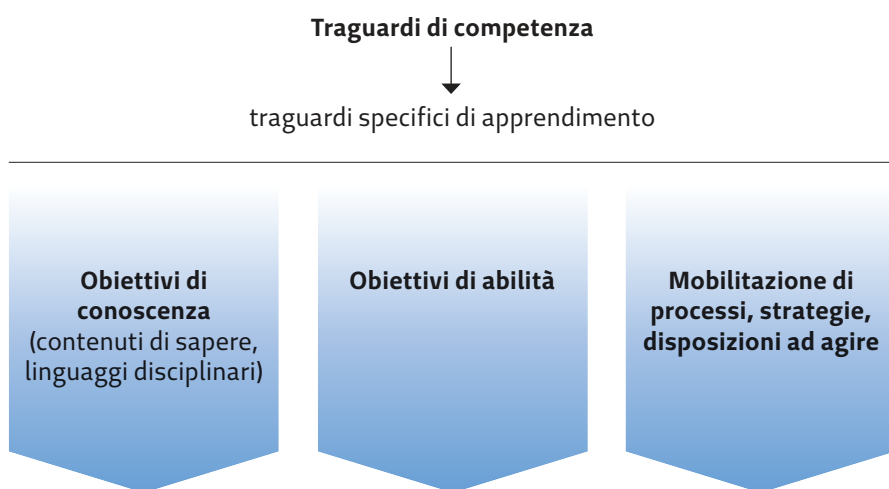 Traguardi di competenza
traguardi specifici di apprendimento
Obiettivi di
conoscenza
(contenuti di sapere,
linguaggi disciplinari)
Obiettivi di abilità
Mobilitazione di
processi, strategie,
disposizioni ad agire